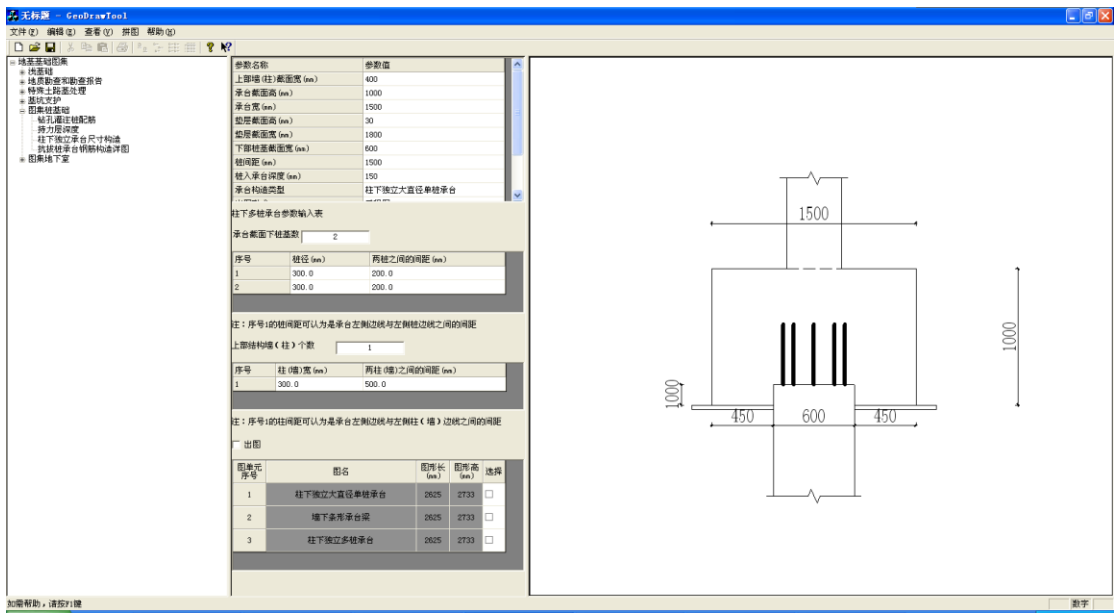 无标题 - GeoDrawTool
文件(F) 编辑(E) 查看(V) 拼图 帮助(H)
地基基础图集
浅基础
地质勘查和勘查报告
特殊土路基处理
基坑支护
图集桩基础
钻孔灌注桩配筋
持力层深度
柱下独立承台尺寸构造
抗拔桩承台钢筋构造详图
图集地下室
参数名称 参数值
上部墙(柱)截面宽(mm) 400
承台截面高(mm) 1000
承台宽(mm) 1500
垫层截面高(mm) 30
垫层截面宽(mm) 1800
下部桩基截面宽(mm) 600
桩间距(mm) 1500
桩入承台深度(mm) 150
承台构造类型 柱下独立大直径单桩承台
柱下多桩承台参数输入表
承台截面下桩基数 2
序号 桩径(mm) 两桩之间的间距(mm)
1 300.0 200.0
2 300.0 200.0
注：序号1的桩间距可认为是承台左侧边线与左侧桩边线之间的间距
上部结构墙(柱)个数 1
序号 柱(墙)宽(mm) 两柱(墙)之间的间距(mm)
1 300.0 500.0
注：序号1的柱间距可认为是承台左侧边线与左侧柱(墙)边线之间的间距
出图
图单元序号 图名 图形长(mm) 图形高(mm) 选择
1 柱下独立大直径单桩承台 2625 2733
2 墙下条形承台梁 2625 2733
3 柱下独立多桩承台 2625 2733
1500
1000
1000
450 600 450
如需帮助，请按F1键
数字